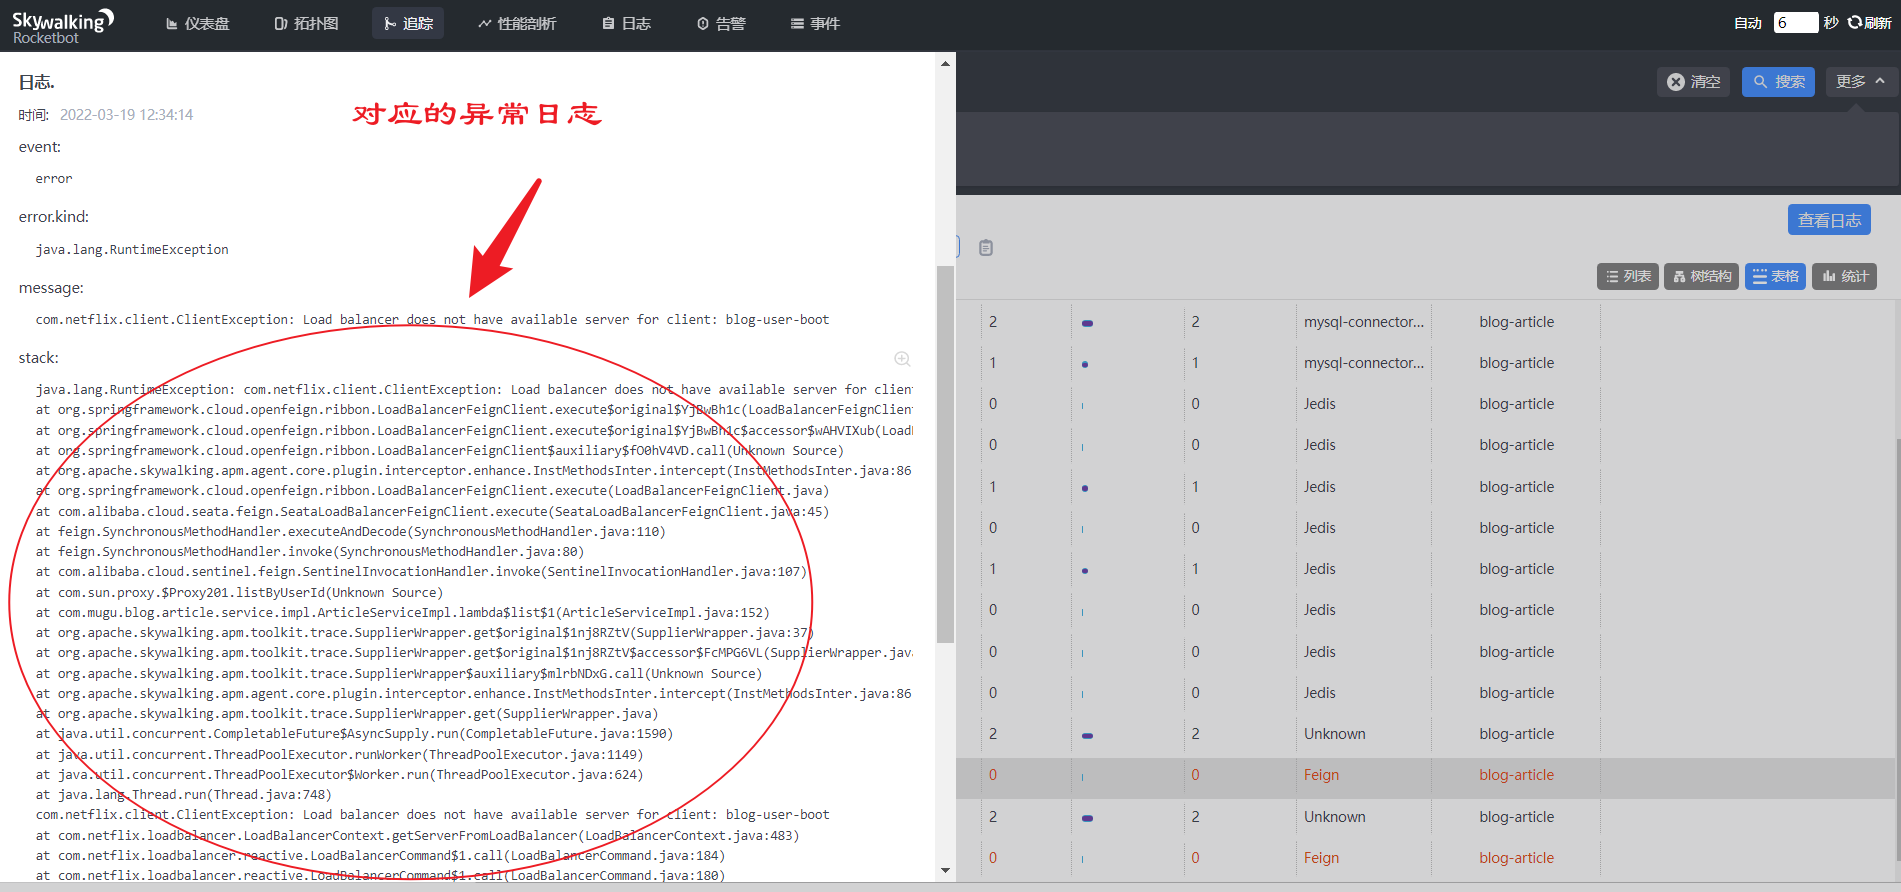 Skywalking
Rocketbot
仪表盘
拓扑图
追踪
性能剖析
日志
告警
事件
自动 6 秒 刷新
清空
搜索
更多
日志.
时间: 2022-03-19 12:34:14
对应的异常日志
event:
error
error.kind:
java.lang.RuntimeException
message:
com.netflix.client.ClientException: Load balancer does not have available server for client: blog-user-boot
stack:
java.lang.RuntimeException: com.netflix.client.ClientException: Load balancer does not have available server for client
at org.springframework.cloud.openfeign.ribbon.LoadBalancerFeignClient.execute$original$YjBwBh1c(LoadBalancerFeignClient
at org.springframework.cloud.openfeign.ribbon.LoadBalancerFeignClient.execute$original$YjBwBh1c$accessor$wAHVIXub(Load
at org.springframework.cloud.openfeign.ribbon.LoadBalancerFeignClient$auxiliary$fO0hV4VD.call(Unknown Source)
at org.apache.skywalking.apm.agent.core.plugin.interceptor.enhance.InstMethodsInter.intercept(InstMethodsInter.java:86
at org.springframework.cloud.openfeign.ribbon.LoadBalancerFeignClient.execute(LoadBalancerFeignClient.java)
at com.alibaba.cloud.seata.feign.SeataLoadBalancerFeignClient.execute(SeataLoadBalancerFeignClient.java:45)
at feign.SynchronousMethodHandler.executeAndDecode(SynchronousMethodHandler.java:110)
at feign.SynchronousMethodHandler.invoke(SynchronousMethodHandler.java:80)
at com.alibaba.cloud.sentinel.feign.SentinelInvocationHandler.invoke(SentinelInvocationHandler.java:107)
at com.sun.proxy.$Proxy201.listByUserId(Unknown Source)
at com.mugu.blog.article.service.impl.ArticleServiceImpl.lambda$list$1(ArticleServiceImpl.java:152)
at org.apache.skywalking.apm.toolkit.trace.SupplierWrapper.get$original$1nj8RZtV(SupplierWrapper.java:37)
at org.apache.skywalking.apm.toolkit.trace.SupplierWrapper.get$original$1nj8RZtV$accessor$FcMPG6VL(SupplierWrapper.java
at org.apache.skywalking.apm.toolkit.trace.SupplierWrapper$auxiliary$mlrbNDxG.call(Unknown Source)
at org.apache.skywalking.apm.agent.core.plugin.interceptor.enhance.InstMethodsInter.intercept(InstMethodsInter.java:86
at org.apache.skywalking.apm.toolkit.trace.SupplierWrapper.get(SupplierWrapper.java)
at java.util.concurrent.CompletableFuture$AsyncSupply.run(CompletableFuture.java:1590)
at java.util.concurrent.ThreadPoolExecutor.runWorker(ThreadPoolExecutor.java:1149)
at java.util.concurrent.ThreadPoolExecutor$Worker.run(ThreadPoolExecutor.java:624)
at java.lang.Thread.run(Thread.java:748)
com.netflix.client.ClientException: Load balancer does not have available server for client: blog-user-boot
at com.netflix.loadbalancer.LoadBalancerContext.getServerFromLoadBalancer(LoadBalancerContext.java:483)
at com.netflix.loadbalancer.reactive.LoadBalancerCommand$1.call(LoadBalancerCommand.java:184)
at com.netflix.loadbalancer.reactive.LoadBalancerCommand$1.call(LoadBalancerCommand.java:180)
查看日志
列表
树结构
表格
统计
2 2 mysql-connector... blog-article
1 1 mysql-connector... blog-article
0 0 Jedis blog-article
0 0 Jedis blog-article
1 1 Jedis blog-article
0 0 Jedis blog-article
1 1 Jedis blog-article
0 0 Jedis blog-article
0 0 Jedis blog-article
0 0 Jedis blog-article
2 2 Unknown blog-article
0 0 Feign blog-article
2 2 Unknown blog-article
0 0 Feign blog-article